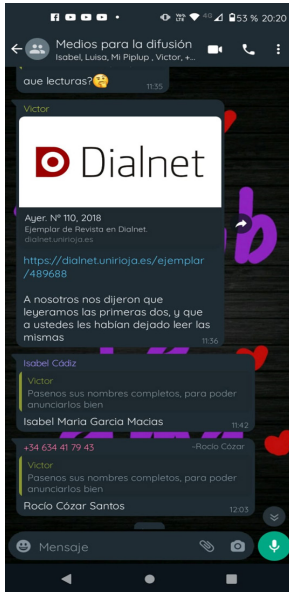 4G 53 % 20:20
Medios para la difusión
Isabel, Luisa, Mi Piplup , Victor, +...
que lecturas?🤔
11:35
Victor
Dialnet
Ayer. Nº 110, 2018
Ejemplar de Revista en Dialnet.
dialnet.unirioja.es
https://dialnet.unirioja.es/ejemplar
/489688
A nosotros nos dijeron que
leyeramos las primeras dos, y que
a ustedes les habían dejado leer las
mismas
11:36
Isabel Cádiz
Victor
Pasenos sus nombres completos, para poder
anunciarlos bien
Isabel Maria Garcia Macias
11:42
+34 634 41 79 43 ~Rocío Cózar
Victor
Pasenos sus nombres completos, para poder
anunciarlos bien
Rocío Cózar Santos
12:03
Mensaje